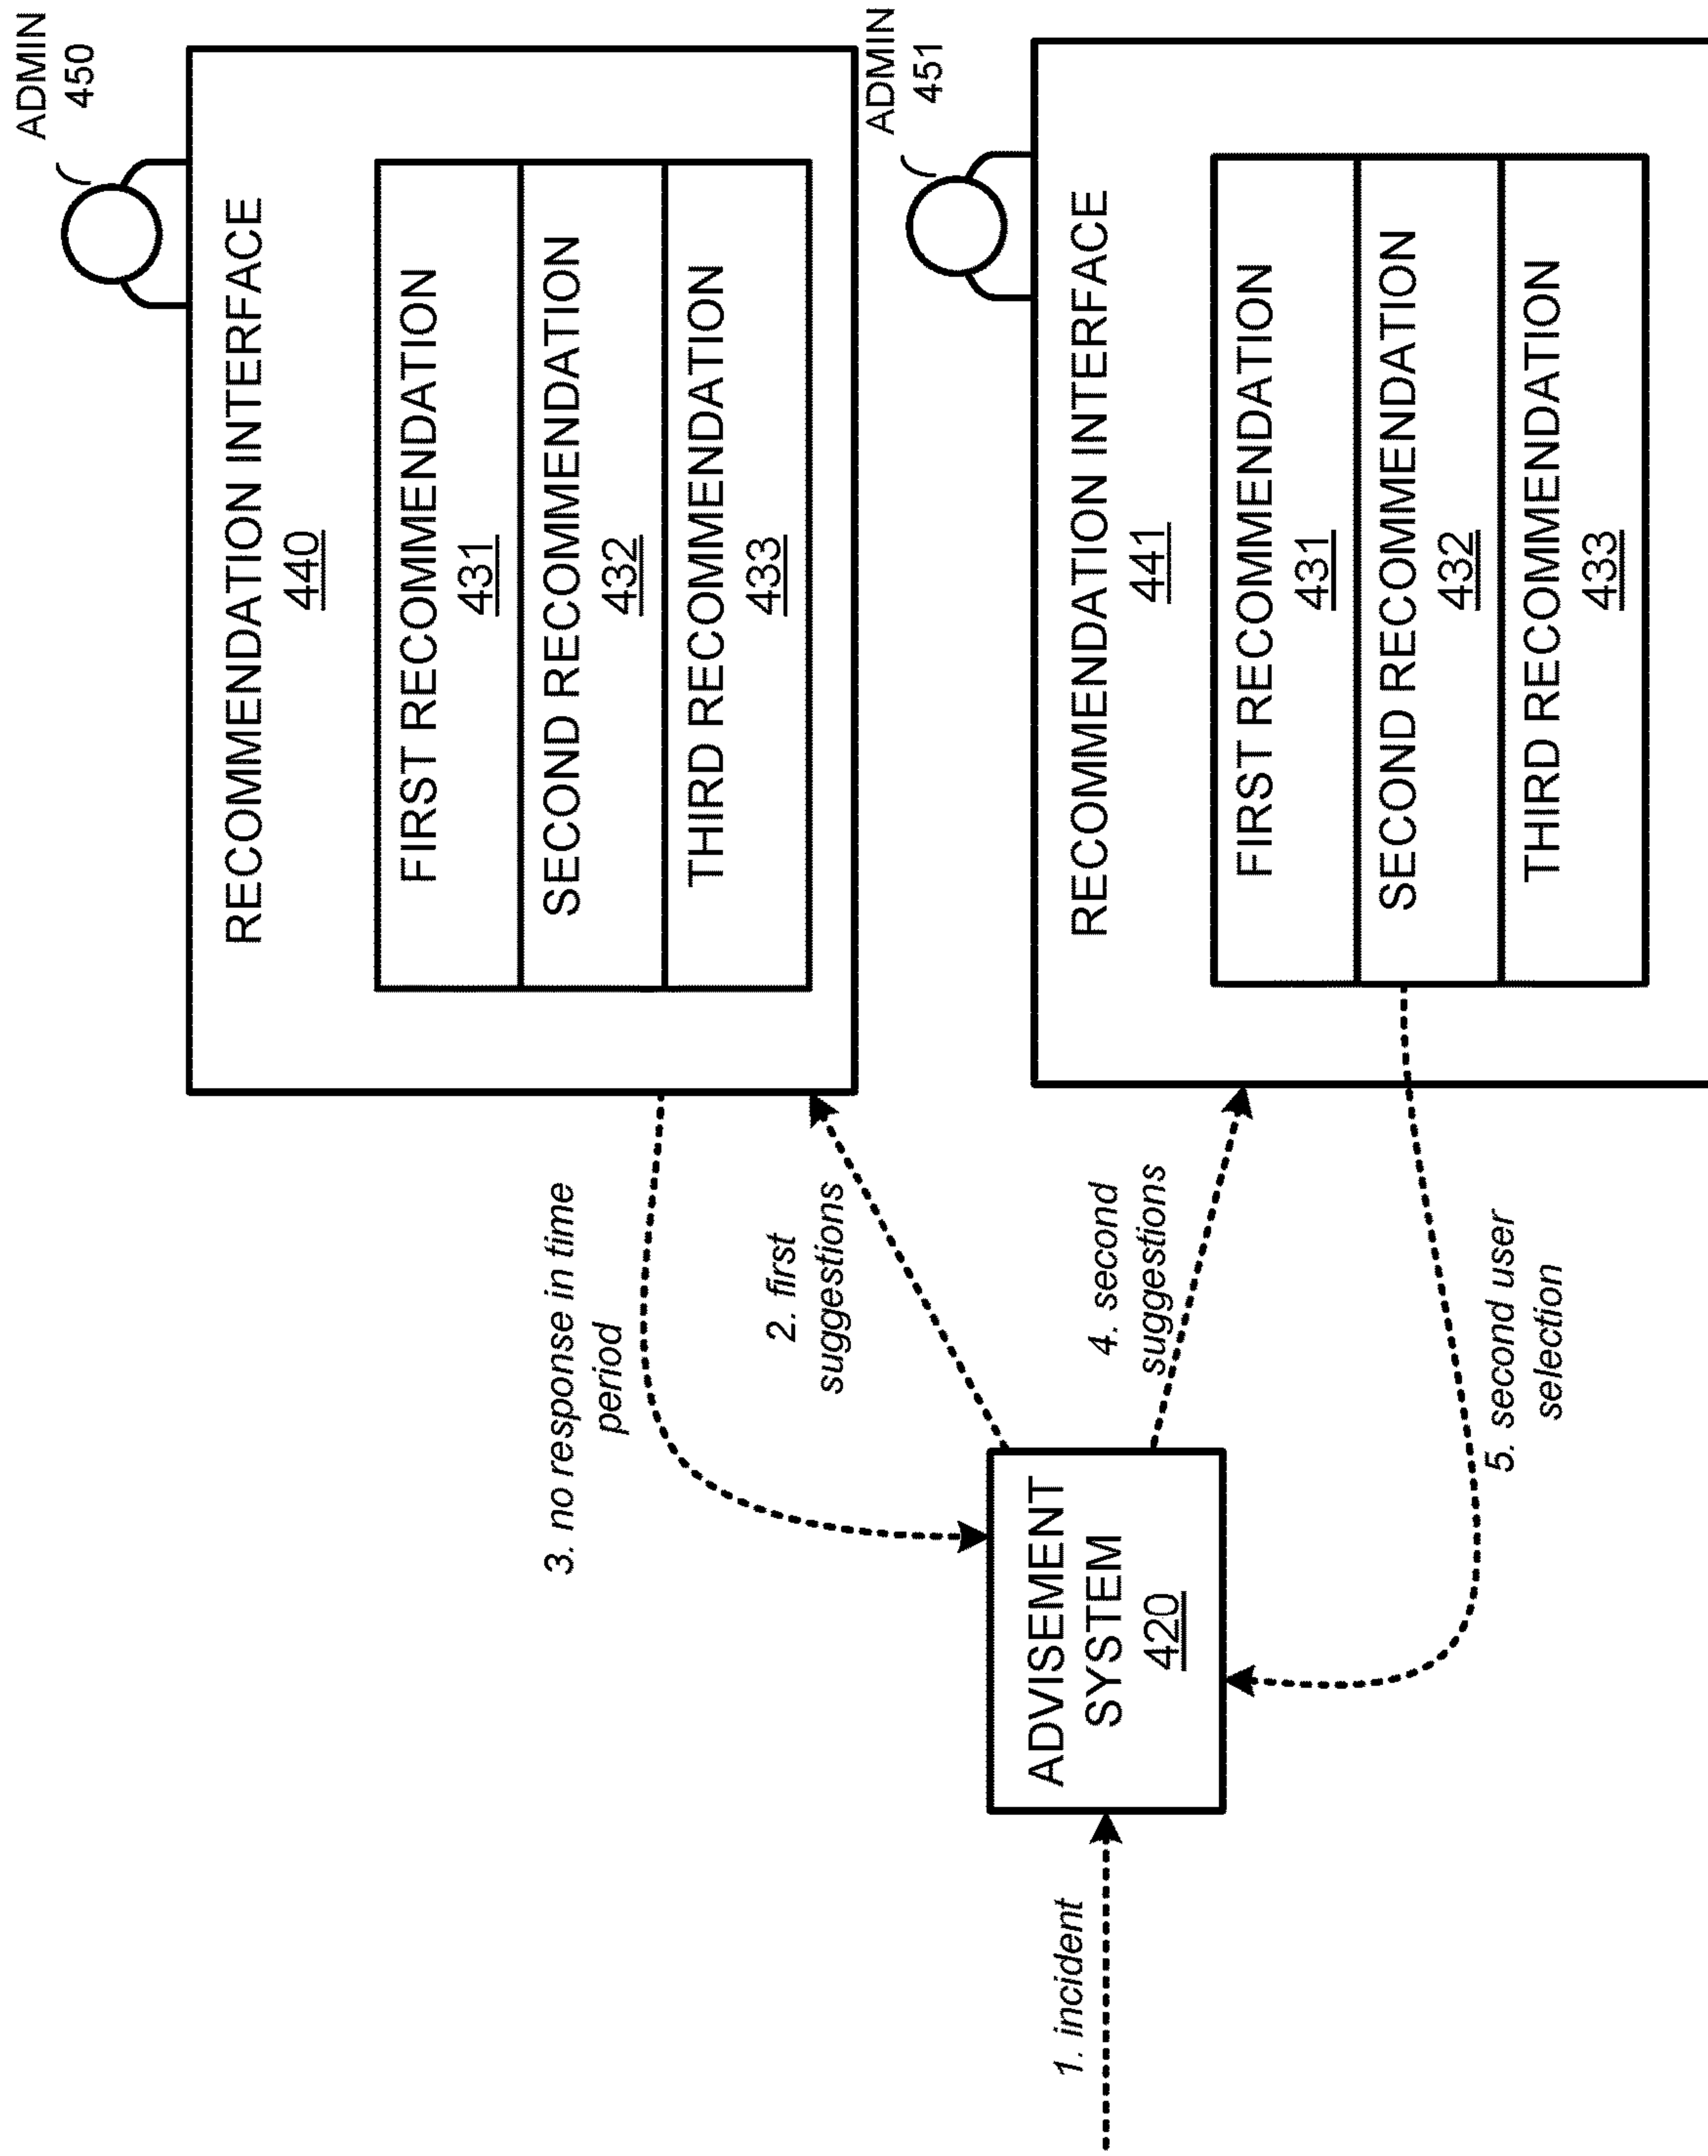 ADMIN
450
RECOMMENDATION INTERFACE
440
FIRST RECOMMENDATION
431
SECOND RECOMMENDATION
432
THIRD RECOMMENDATION
433
3. no response in time
period
2. first
suggestions
ADMIN
451
RECOMMENDATION INTERFACE
441
FIRST RECOMMENDATION
431
SECOND RECOMMENDATION
432
THIRD RECOMMENDATION
433
4. second
suggestions
5. second user
selection
ADVISEMENT
SYSTEM
420
1. incident